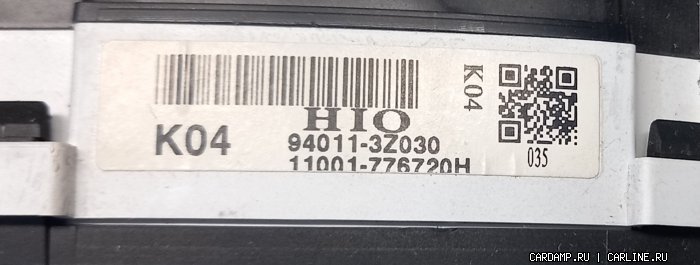 HIO
K04
94011-3Z030
11001-776720H
K04
035
CARDAMP.RU | CARLINE.RU